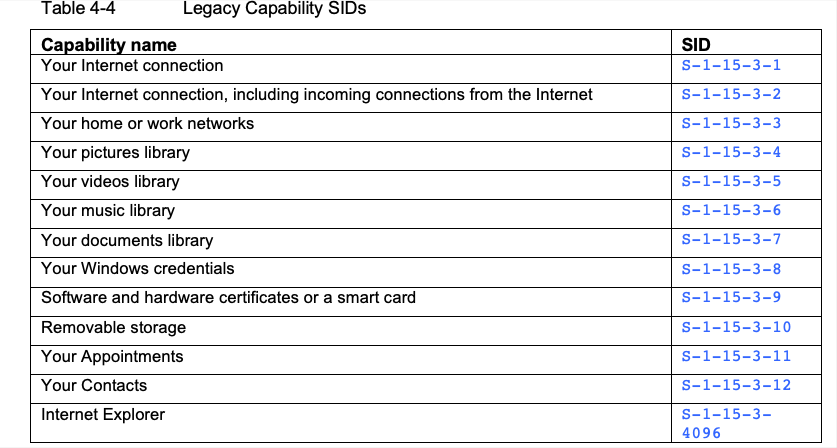 Table 4-4 Legacy Capability SIDs
Capability name SID
Your Internet connection S-1-15-3-1
Your Internet connection, including incoming connections from the Internet S-1-15-3-2
Your home or work networks S-1-15-3-3
Your pictures library S-1-15-3-4
Your videos library S-1-15-3-5
Your music library S-1-15-3-6
Your documents library S-1-15-3-7
Your Windows credentials S-1-15-3-8
Software and hardware certificates or a smart card S-1-15-3-9
Removable storage S-1-15-3-10
Your Appointments S-1-15-3-11
Your Contacts S-1-15-3-12
Internet Explorer S-1-15-3-
4096